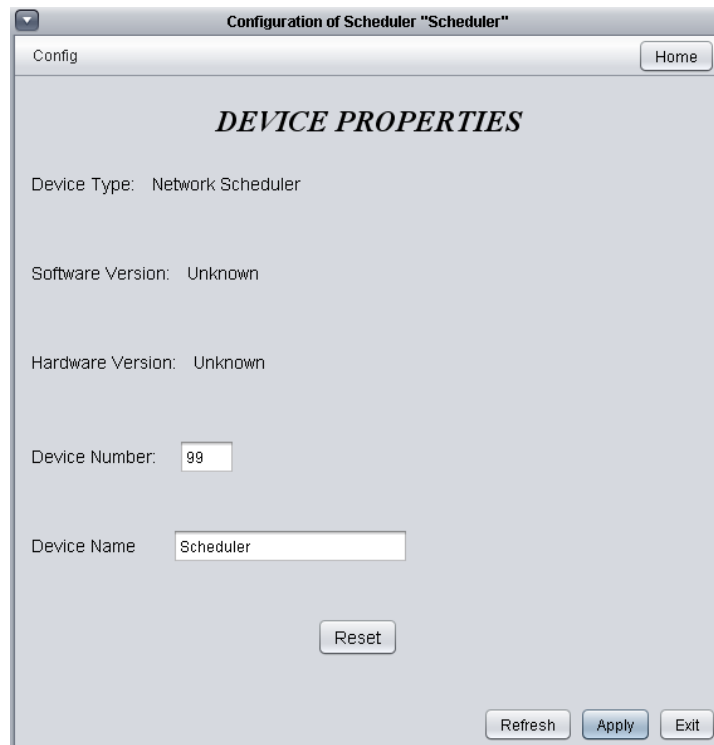 Configuration of Scheduler "Scheduler"
Config
Home
DEVICE PROPERTIES
Device Type: Network Scheduler
Software Version: Unknown
Hardware Version: Unknown
Device Number: 99
Device Name Scheduler
Reset
Refresh Apply Exit